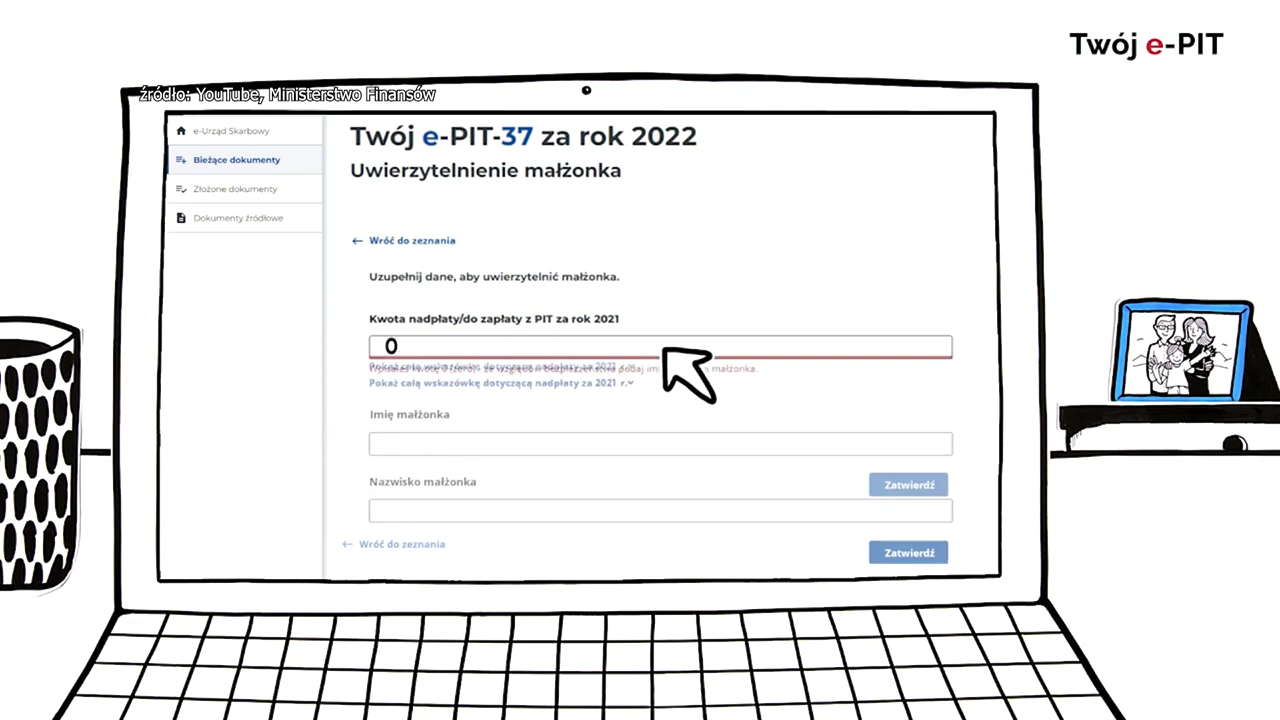 Twój e-PIT
źródło: YouTube, Ministerstwo Finansów
e-Urząd Skarbowy
Bieżące dokumenty
Złożone dokumenty
Dokumenty źródłowe
Twój e-PIT-37 za rok 2022
Uwierzytelnienie małżonka
← Wróć do zeznania
Uzupełnij dane, aby uwierzytelnić małżonka.
Kwota nadpłaty/do zapłaty z PIT za rok 2021
0
małżonka.
Pokaż całą wskazówkę dotyczącą nadpłaty za 2021 r.
Imię małżonka
Nazwisko małżonka
Zatwierdź
← Wróć do zeznania
Zatwierdź